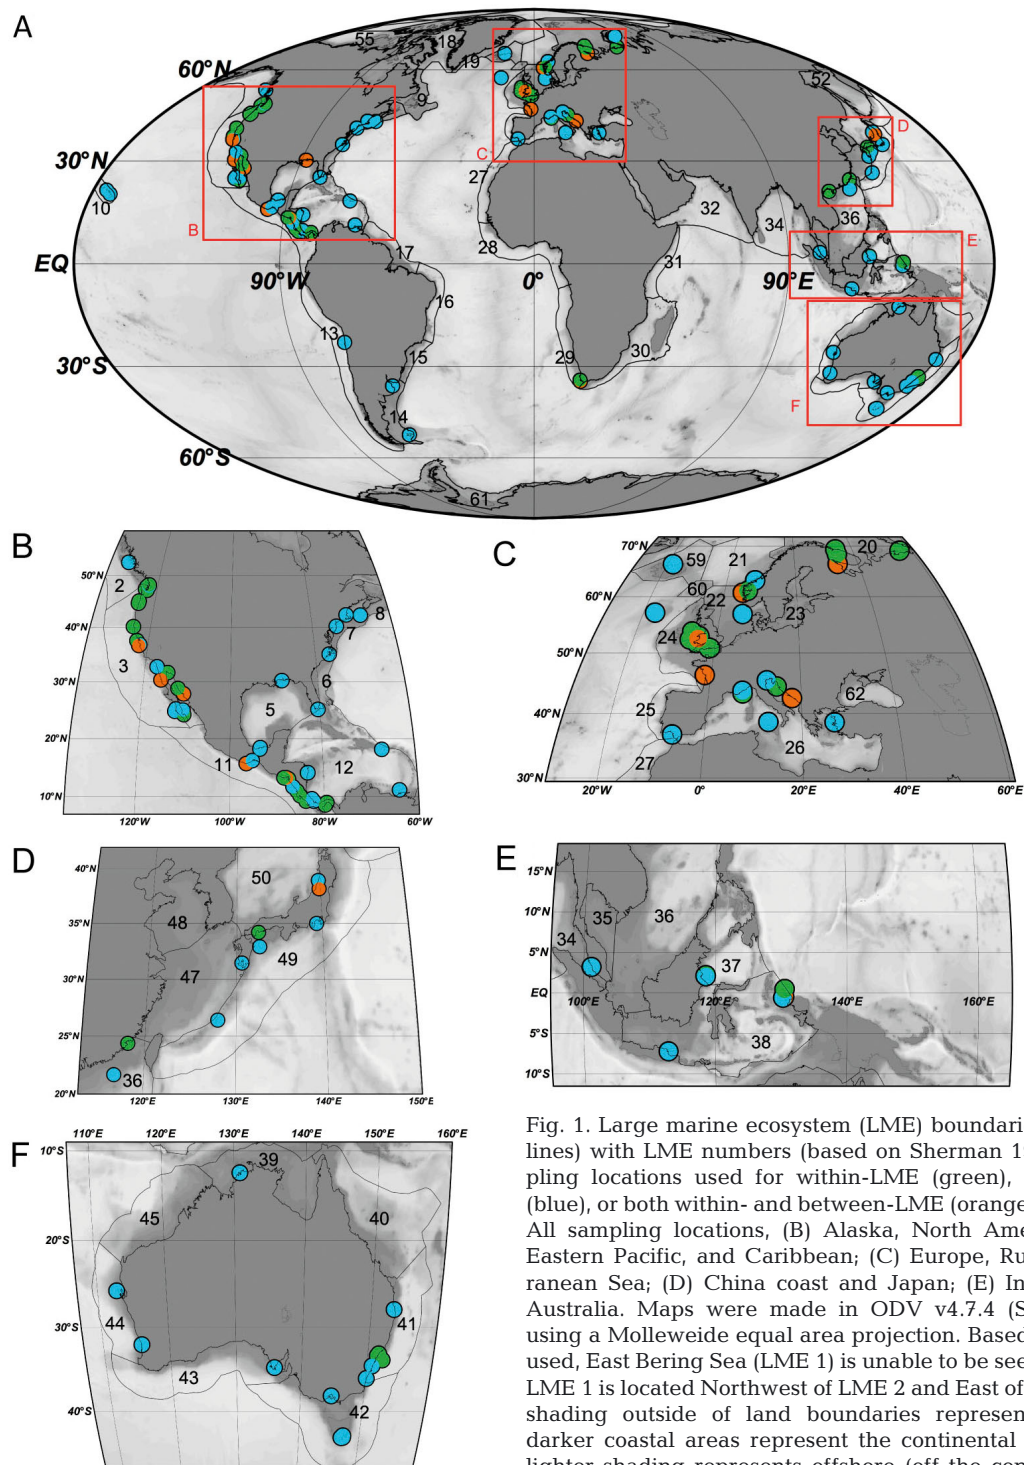 A
55
18
19
9
52
60°N
30°N
EQ
30°S
60°S
90°W
0°
90°E
10
B
C
D
E
F
27
28
17
16
13
15
14
29
30
31
32
34
36
61
B
50°N
40°N
30°N
20°N
10°N
2
3
5
6
7
8
11
12
120°W
100°W
80°W
60°W
C
70°N
60°N
50°N
40°N
30°N
59
21
20
60
22
23
24
25
62
26
27
20°W
0°
20°E
40°E
60°E
D
40°N
35°N
30°N
25°N
20°N
50
48
49
47
36
120°E
130°E
140°E
150°E
E
15°N
10°N
5°N
EQ
5°S
10°S
34
35
36
37
38
100°E
120°E
140°E
160°E
F
110°E
120°E
130°E
140°E
150°E
160°E
10°S
20°S
30°S
40°S
39
45
40
44
41
43
42
Fig. 1. Large marine ecosystem (LME) boundari
lines) with LME numbers (based on Sherman 1
pling locations used for within-LME (green),
(blue), or both within- and between-LME (orange
All sampling locations, (B) Alaska, North Ame
Eastern Pacific, and Caribbean; (C) Europe, Ru
ranean Sea; (D) China coast and Japan; (E) In
Australia. Maps were made in ODV v4.7.4 (S
using a Molleweide equal area projection. Based
used, East Bering Sea (LME 1) is unable to be see
LME 1 is located Northwest of LME 2 and East of
shading outside of land boundaries represen
darker coastal areas represent the continental
lighter shading represents offshore (off the con